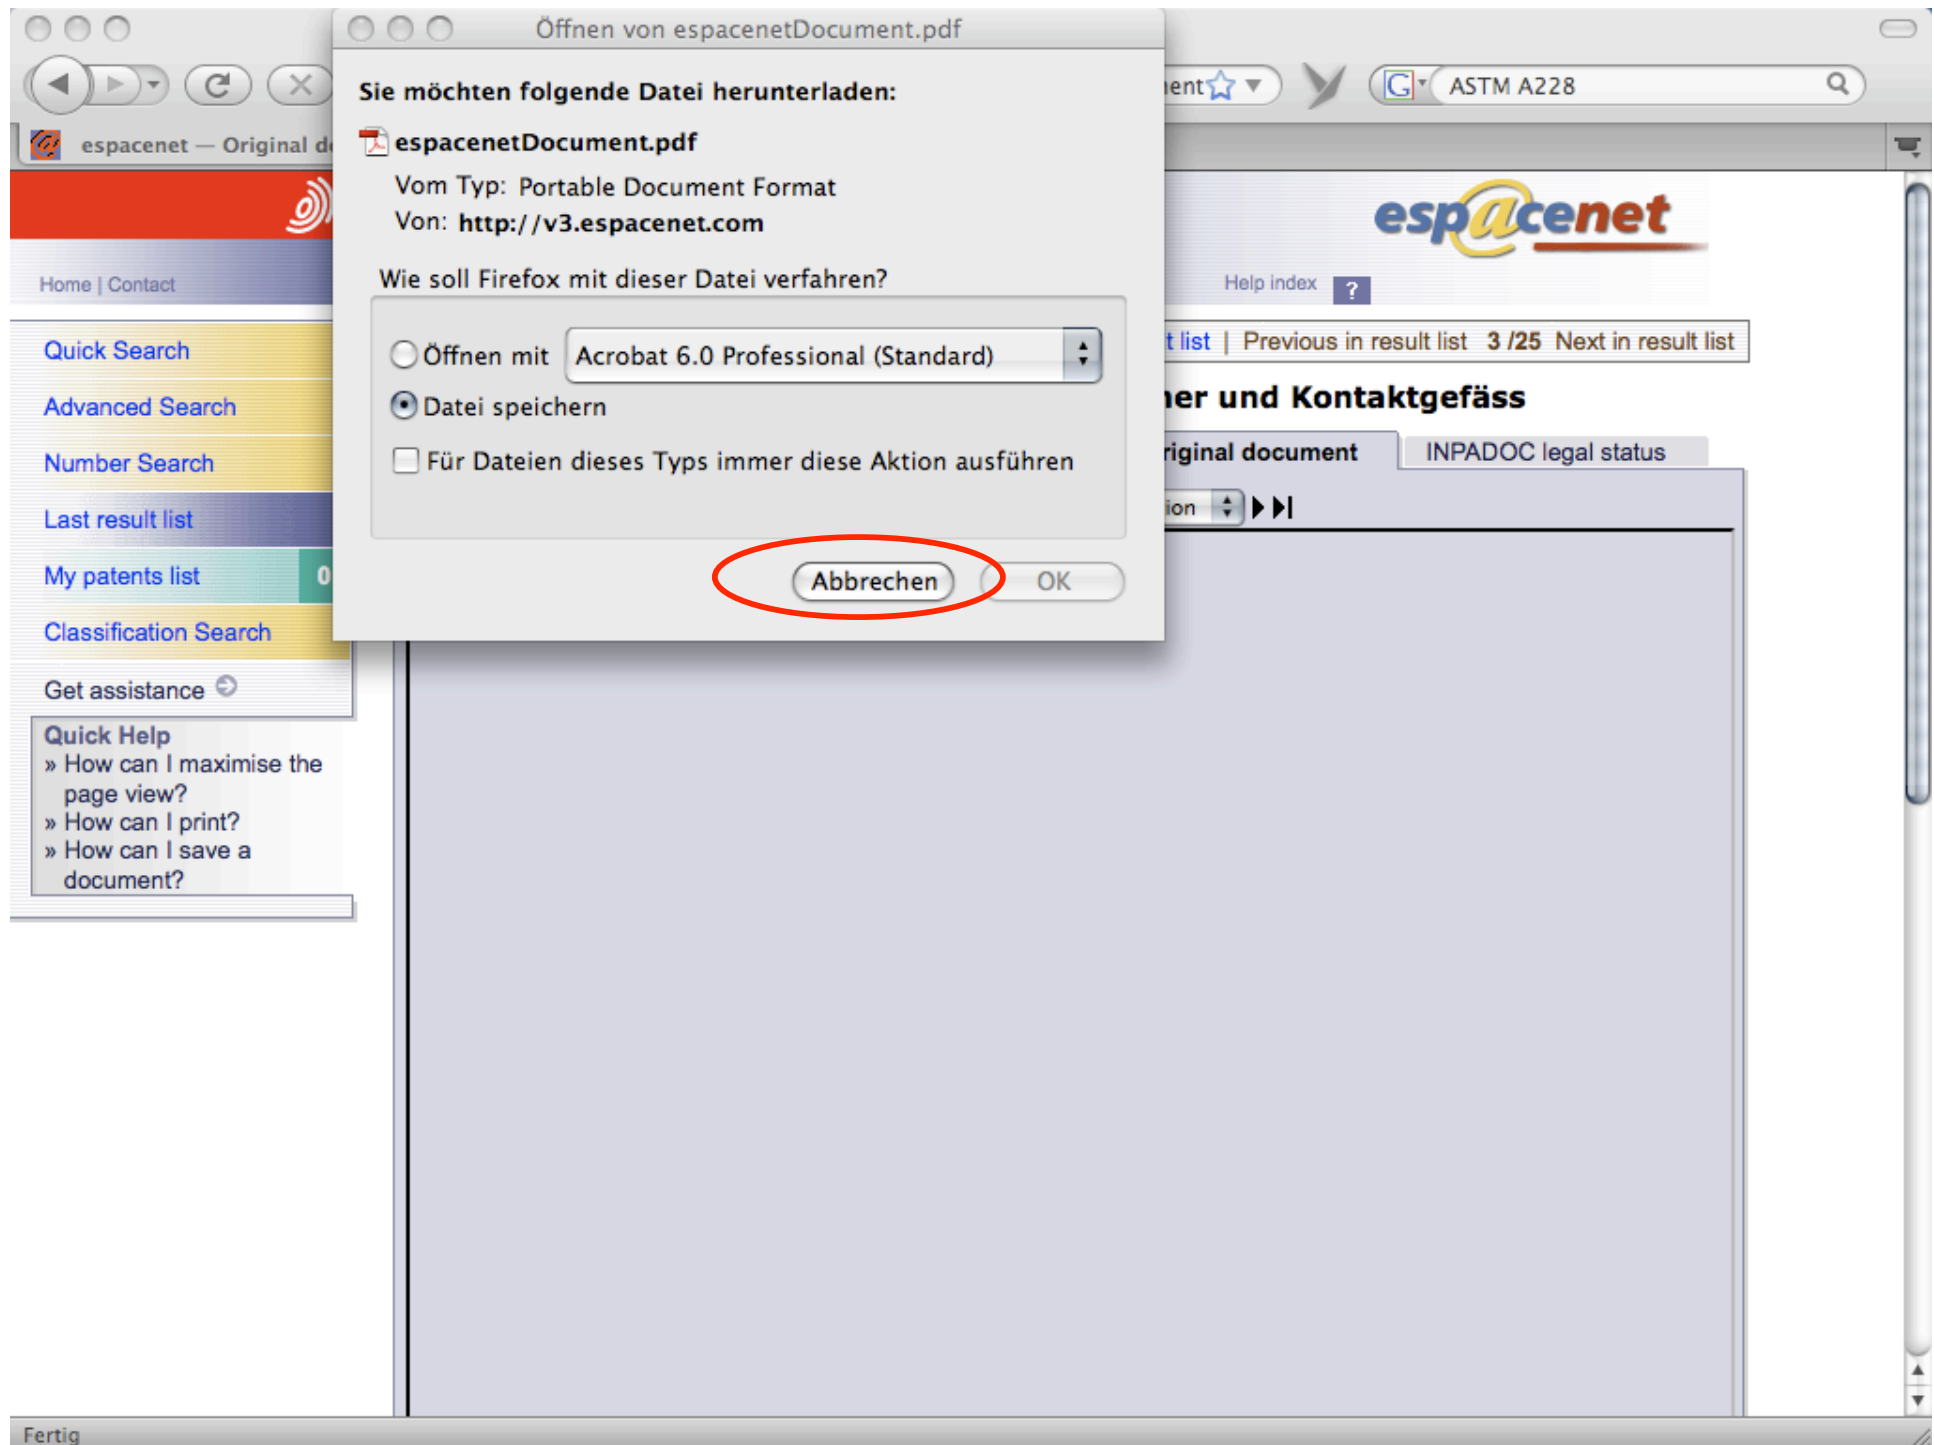 Öffnen von espacenetDocument.pdf
ASTM A228
espacenet — Original
Sie möchten folgende Datei herunterladen:
espacenetDocument.pdf
Vom Typ: Portable Document Format
Von: http://v3.espacenet.com
Wie soll Firefox mit dieser Datei verfahren?
Öffnen mit Acrobat 6.0 Professional (Standard)
Datei speichern
Für Dateien dieses Typs immer diese Aktion ausführen
Abbrechen OK
espacenet
Home | Contact
Help index ?
list | Previous in result list 3 /25 Next in result list
und Kontaktgefäss
document INPADOC legal status
Quick Search
Advanced Search
Number Search
Last result list
My patents list 0
Classification Search
Get assistance
Quick Help
» How can I maximise the
page view?
» How can I print?
» How can I save a
document?
Fertig